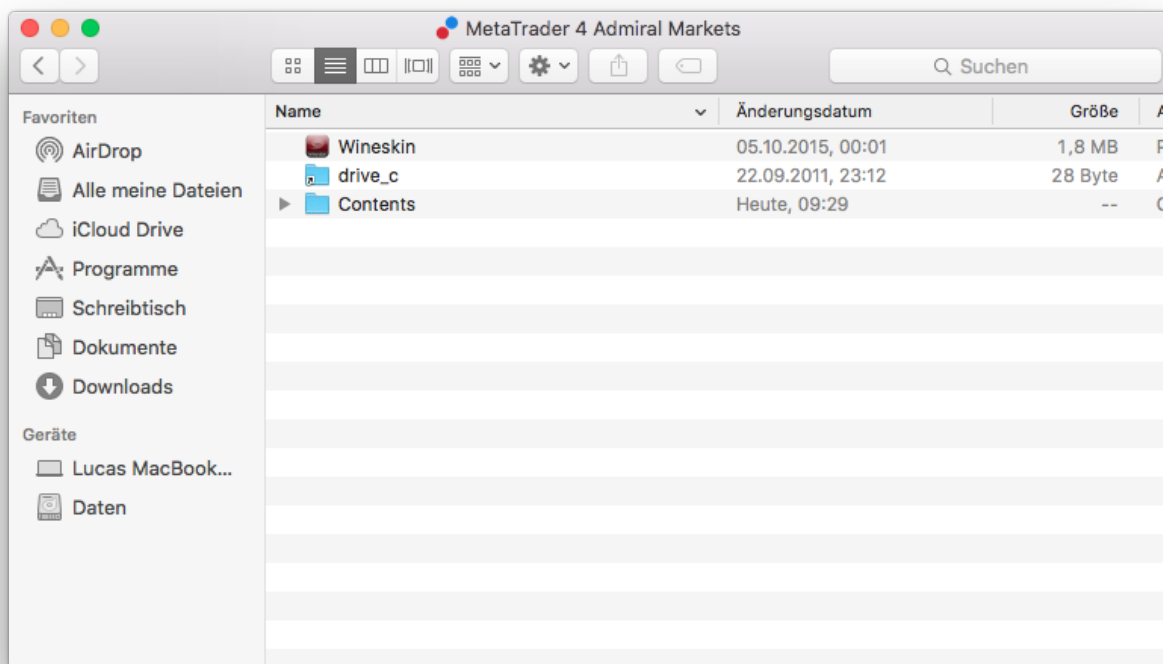 MetaTrader 4 Admiral Markets
Suchen
Favoriten
AirDrop
Alle meine Dateien
iCloud Drive
Programme
Schreibtisch
Dokumente
Downloads
Geräte
Lucas MacBook...
Daten
Name Änderungsdatum Größe
Wineskin 05.10.2015, 00:01 1,8 MB
drive_c 22.09.2011, 23:12 28 Byte
Contents Heute, 09:29 --